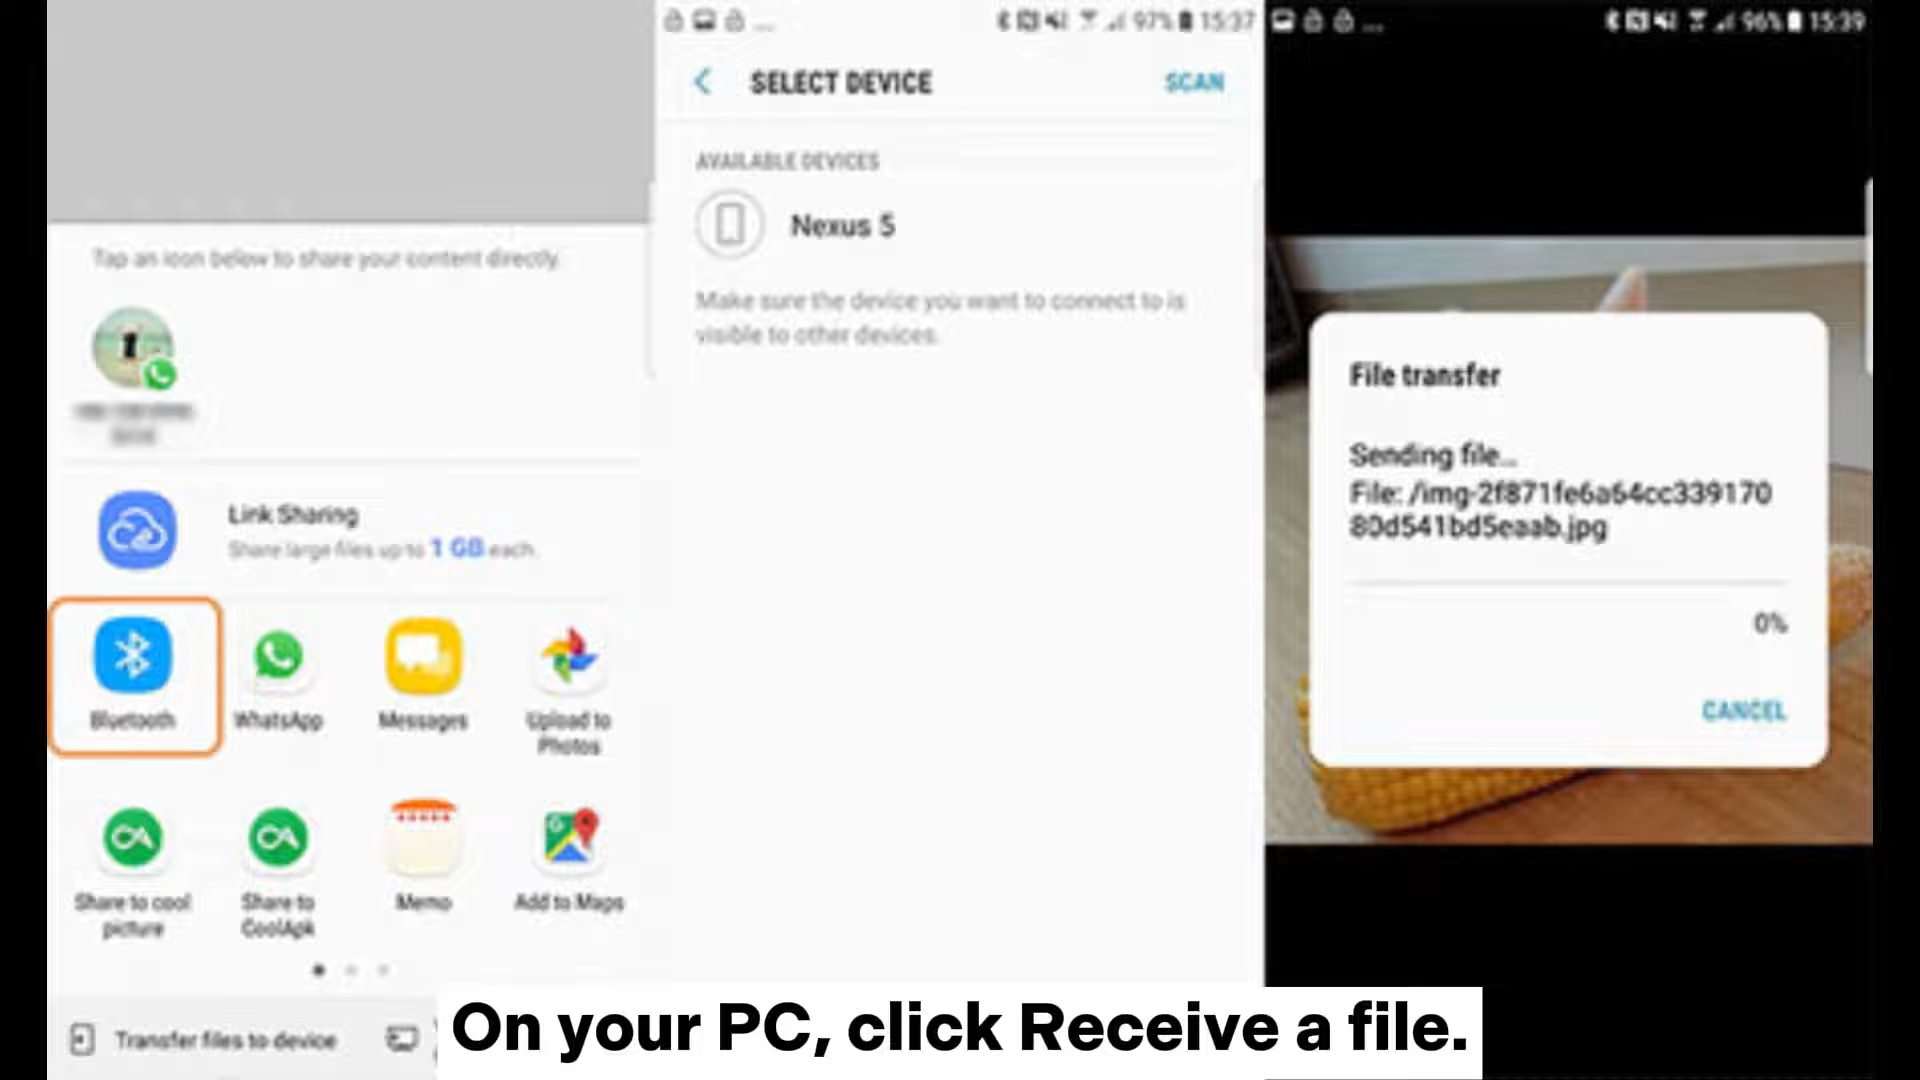 Tap an icon below to share your content directly.
Link Sharing
Share large files up to 1 GB each.
Bluetooth
WhatsApp
Messages
Upload to
Photos
Share to cool
picture
Share to
CoolApk
Memo
Add to Maps
Transfer files to device
... 97% 15:37
SELECT DEVICE
SCAN
AVAILABLE DEVICES
Nexus 5
Make sure the device you want to connect to is
visible to other devices.
... 96% 15:39
File transfer
Sending file...
File: /img-2f871fe6a64cc339170
80d541bd5eaab.jpg
0%
CANCEL
On your PC, click Receive a file.